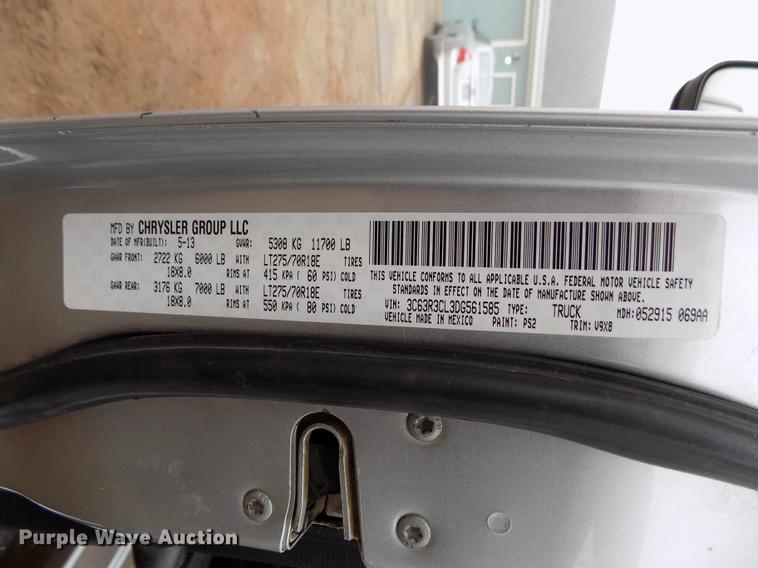 MFD BY CHRYSLER GROUP LLC
DATE OF MFR(BUILT): 5-13 GVWR: 5308 KG 11700 LB
GAWR FRONT: 2722 KG 6000 LB WITH LT275/70R18E TIRES
18X8.0 RIMS AT 415 KPA ( 60 PSI) COLD
GAWR REAR: 3176 KG 7000 LB WITH LT275/70R18E TIRES
18X8.0 RIMS AT 550 KPA ( 80 PSI) COLD
THIS VEHICLE CONFORMS TO ALL APPLICABLE U.S.A. FEDERAL MOTOR VEHICLE SAFETY
STANDARDS IN EFFECT ON THE DATE OF MANUFACTURE SHOWN ABOVE.
VIN: 3C63R3CL3DG561585 TYPE: TRUCK MDH: 052915 069AA
VEHICLE MADE IN MEXICO PAINT: PS2 TRIM: V9X8
Purple Wave Auction